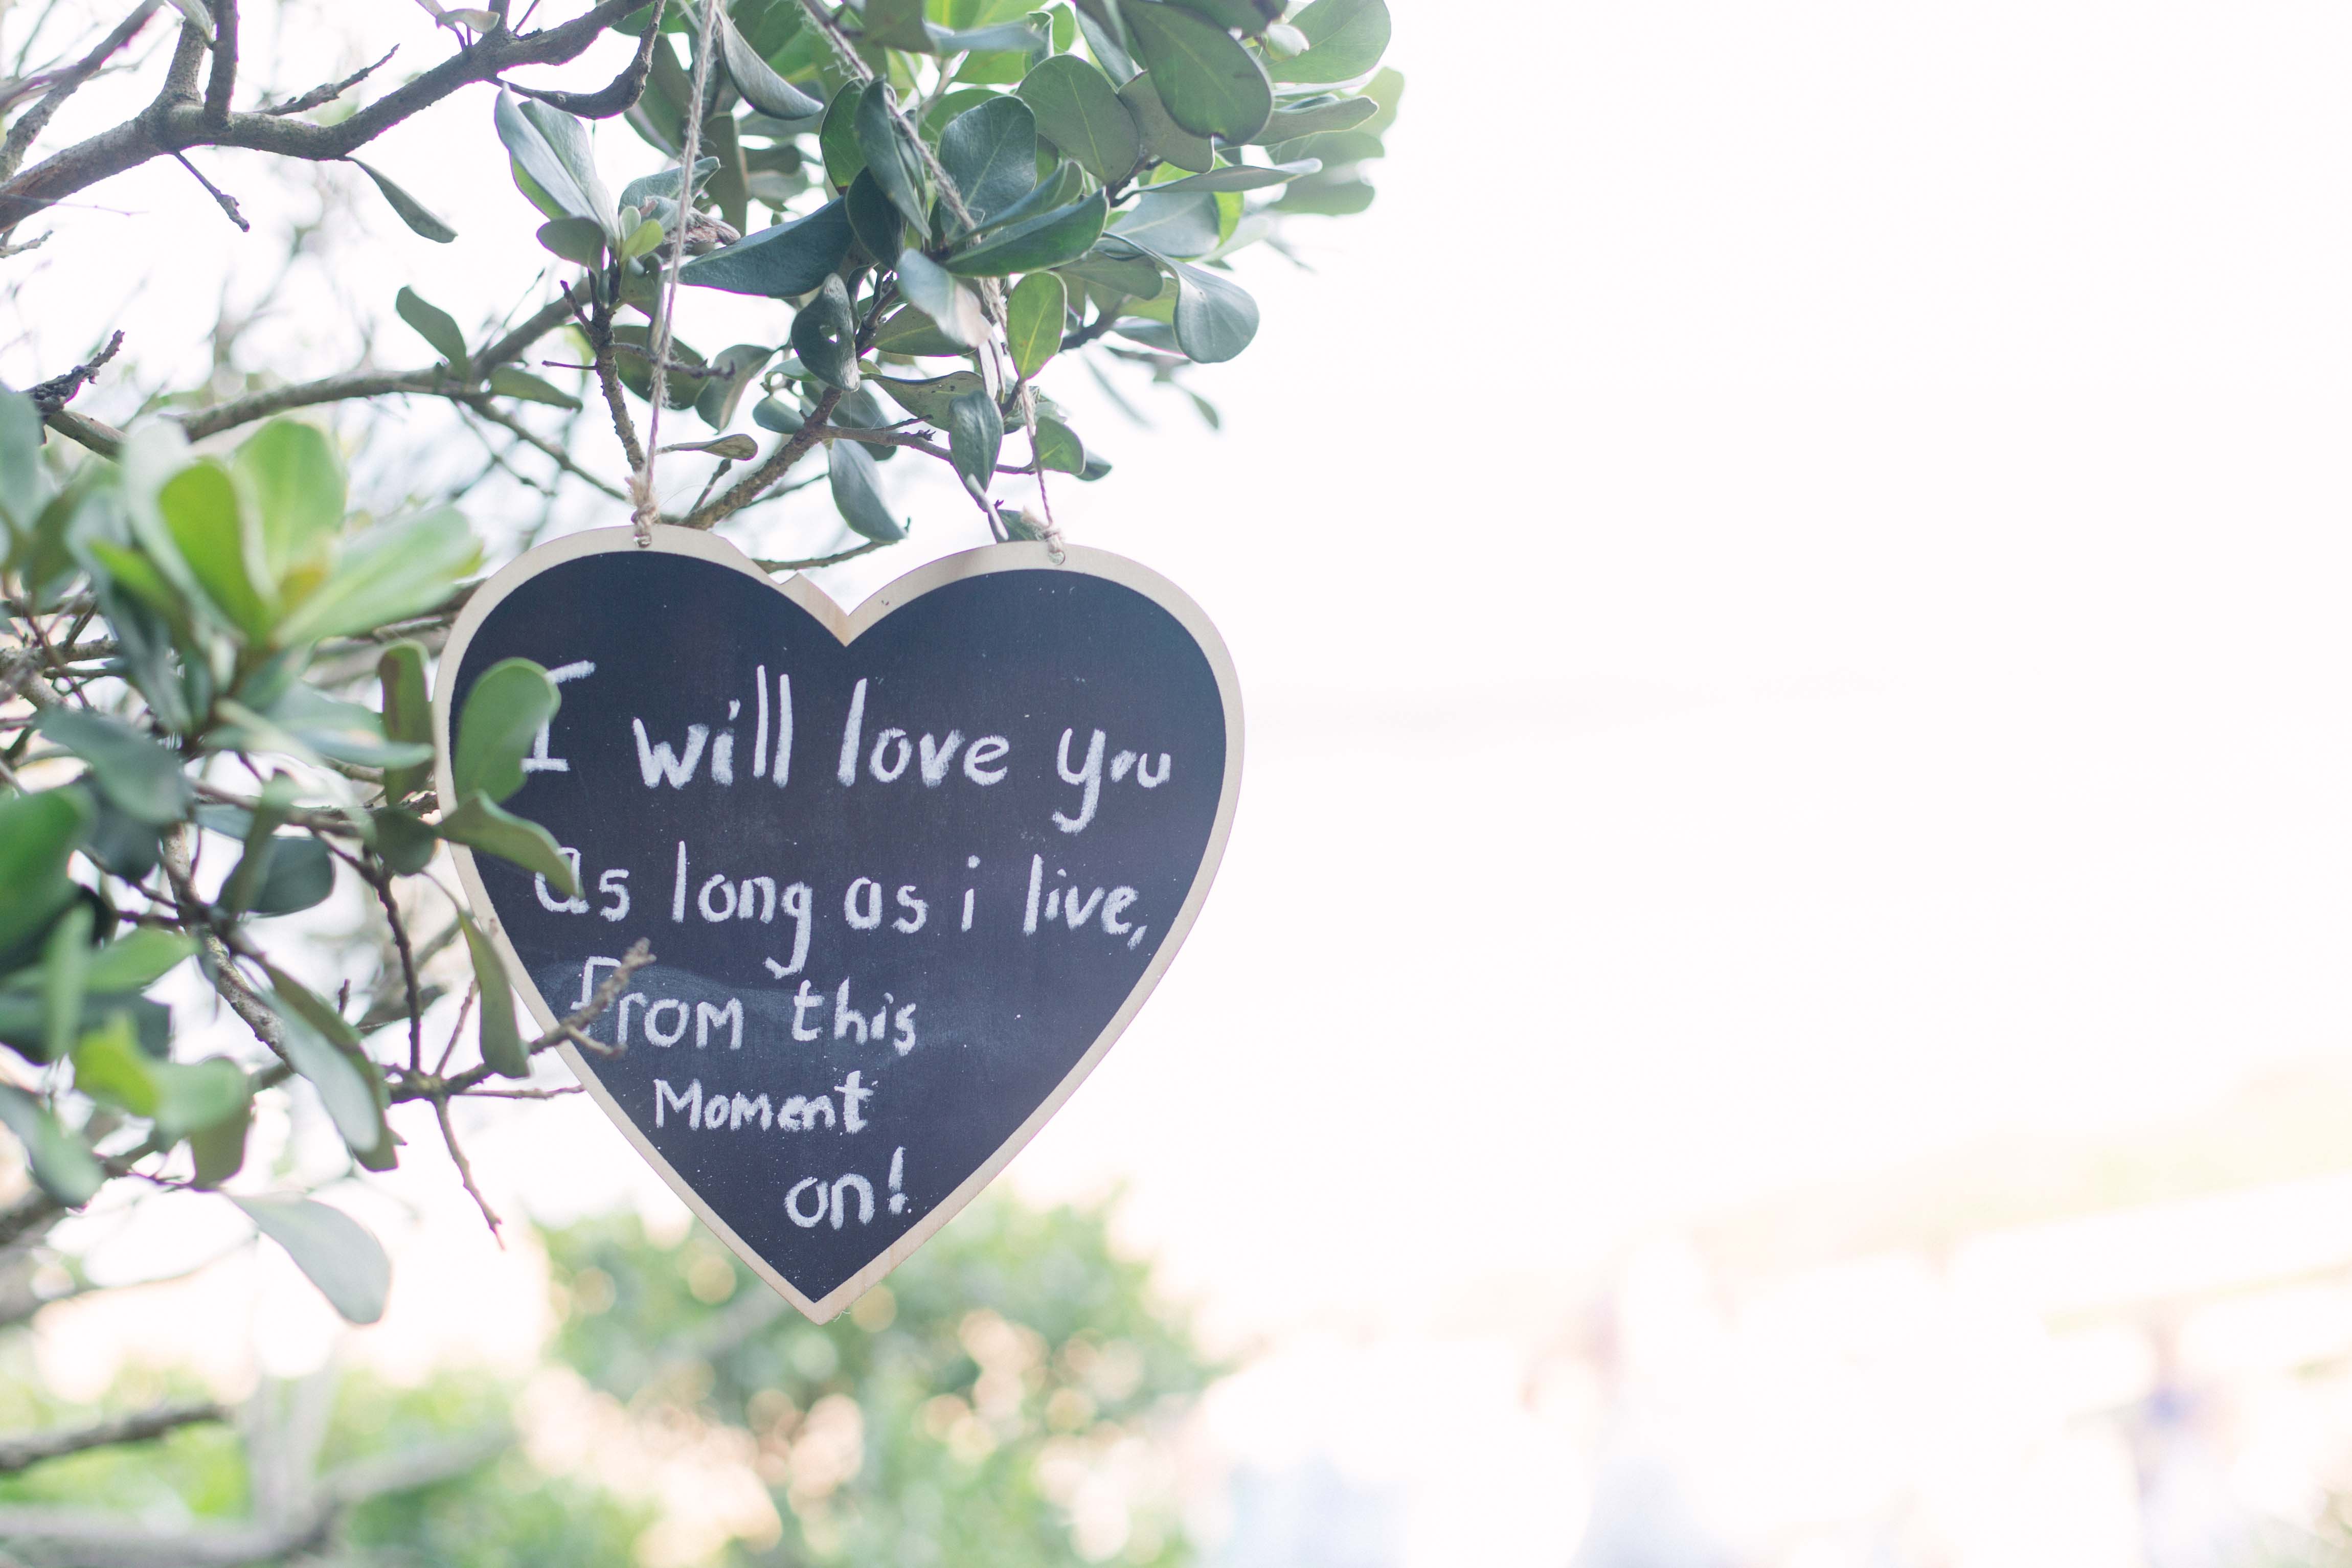 I will love you
as long as i live,
From this
Moment
on!